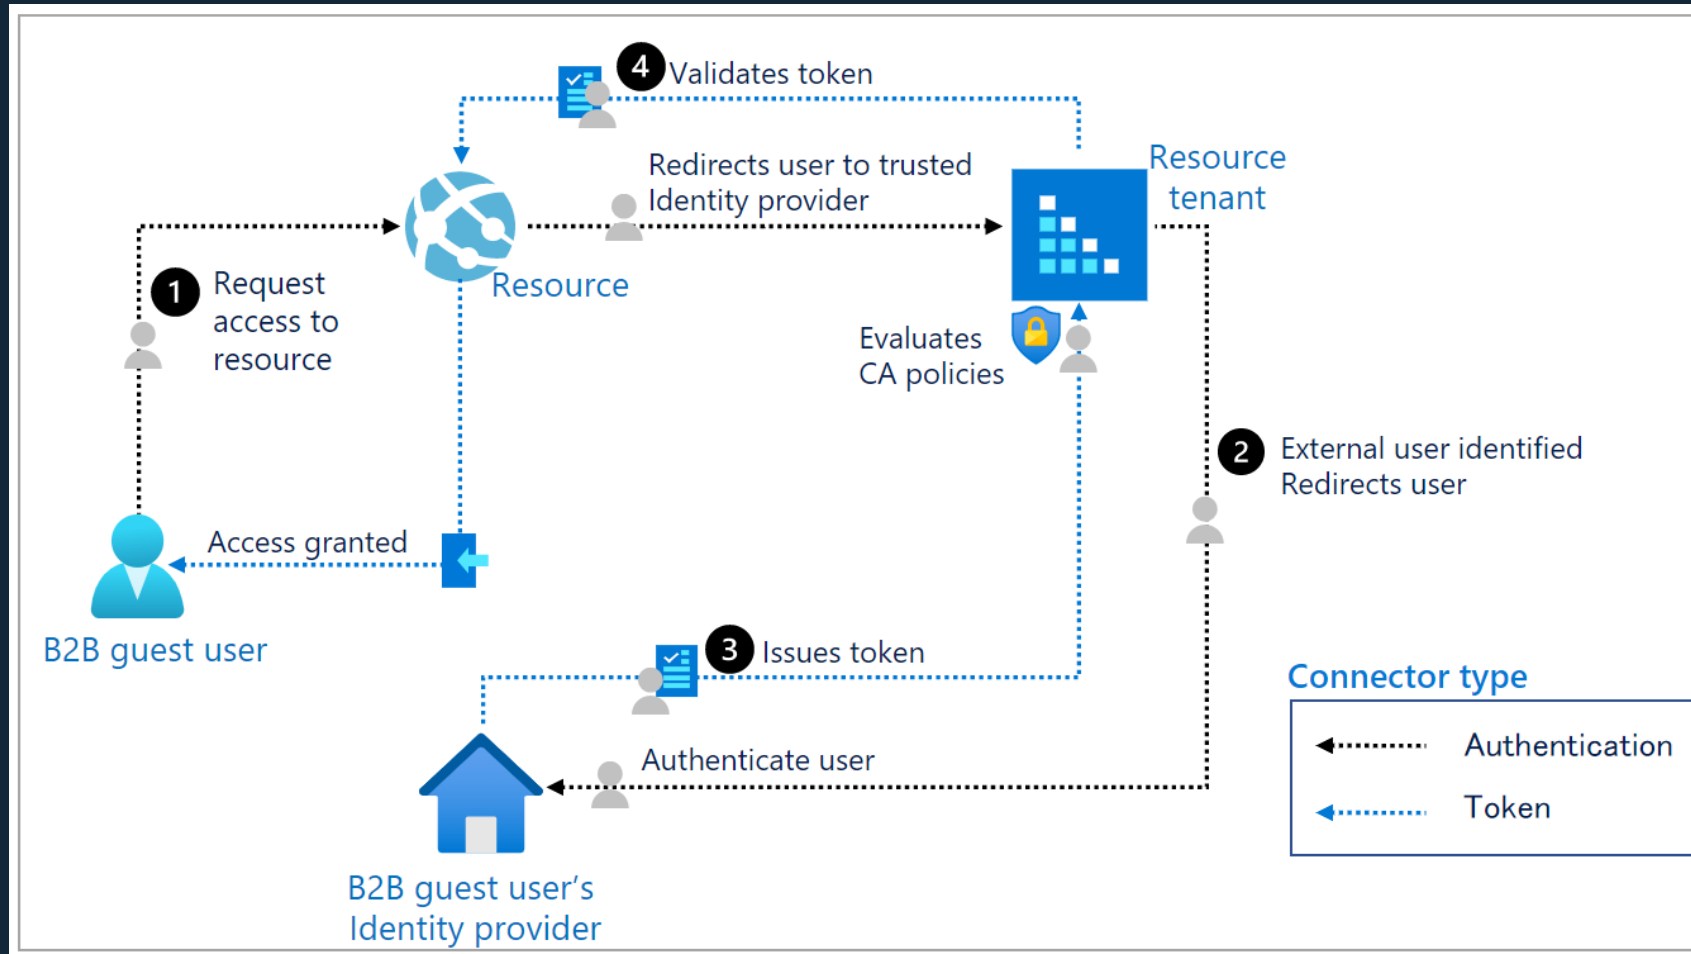 4 Validates token
Redirects user to trusted
Identity provider
Resource
tenant
1 Request
access to
resource
Resource
Evaluates
CA policies
2 External user identified
Redirects user
Access granted
B2B guest user
3 Issues token
Authenticate user
B2B guest user’s
Identity provider
Connector type
Authentication
Token